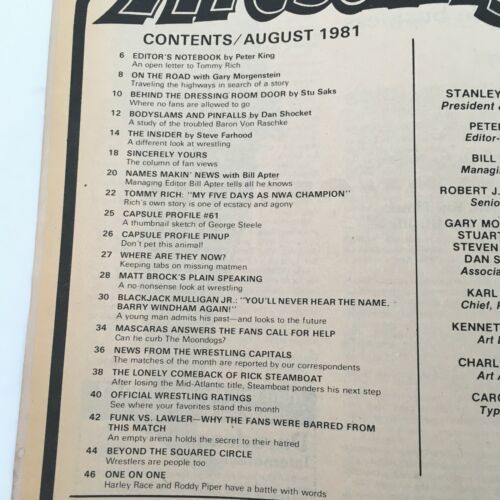 CONTENTS/AUGUST 1981
6 EDITOR'S NOTEBOOK by Peter King
An open letter to Tommy Rich
8 ON THE ROAD with Gary Morgenstein
Traveling the highways in search of a story
10 BEHIND THE DRESSING ROOM DOOR by Stu Saks
Where no fans are allowed to go
12 BODYSLAMS AND PINFALLS by Dan Shocket
A study of the troubled Baron Von Raschke
14 THE INSIDER by Steve Farhood
A different look at wrestling
18 SINCERELY YOURS
The column of fan views
20 NAMES MAKIN' NEWS with Bill Apter
Managing Editor Bill Apter tells all he knows
22 TOMMY RICH: "MY FIVE DAYS AS NWA CHAMPION"
Rich's own story is one of ecstasy and agony
25 CAPSULE PROFILE #61
A thumbnail sketch of George Steele
26 CAPSULE PROFILE PINUP
Don't pet this animal!
27 WHERE ARE THEY NOW?
Keeping tabs on missing matmen
28 MATT BROCK'S PLAIN SPEAKING
A no-nonsense look at wrestling
30 BLACKJACK MULLIGAN JR.: "YOU'LL NEVER HEAR THE NAME,
BARRY WINDHAM AGAIN!"
A young man admits his past—and looks to the future
34 MASCARAS ANSWERS THE FANS CALL FOR HELP
Can he curb The Moondogs?
36 NEWS FROM THE WRESTLING CAPITALS
The matches of the month are reported by our correspondents
38 THE LONELY COMEBACK OF RICK STEAMBOAT
After losing the Mid-Atlantic title, Steamboat ponders his next step
40 OFFICIAL WRESTLING RATINGS
See where your favorites stand this month
42 FUNK VS. LAWLER—WHY THE FANS WERE BARRED FROM
THIS MATCH
An empty arena holds the secret to their hatred
44 BEYOND THE SQUARED CIRCLE
Wrestlers are people too
46 ONE ON ONE
Harley Race and Roddy Piper have a battle with words
STANLEY
President &
PETE
Editor-
BILL
Managi
ROBERT J.
Senio
GARY MO
STUART
STEVEN
DAN S
Associa
KARL
Chief, P
KENNET
Art D
CHARL
Art A
CARO
Typ